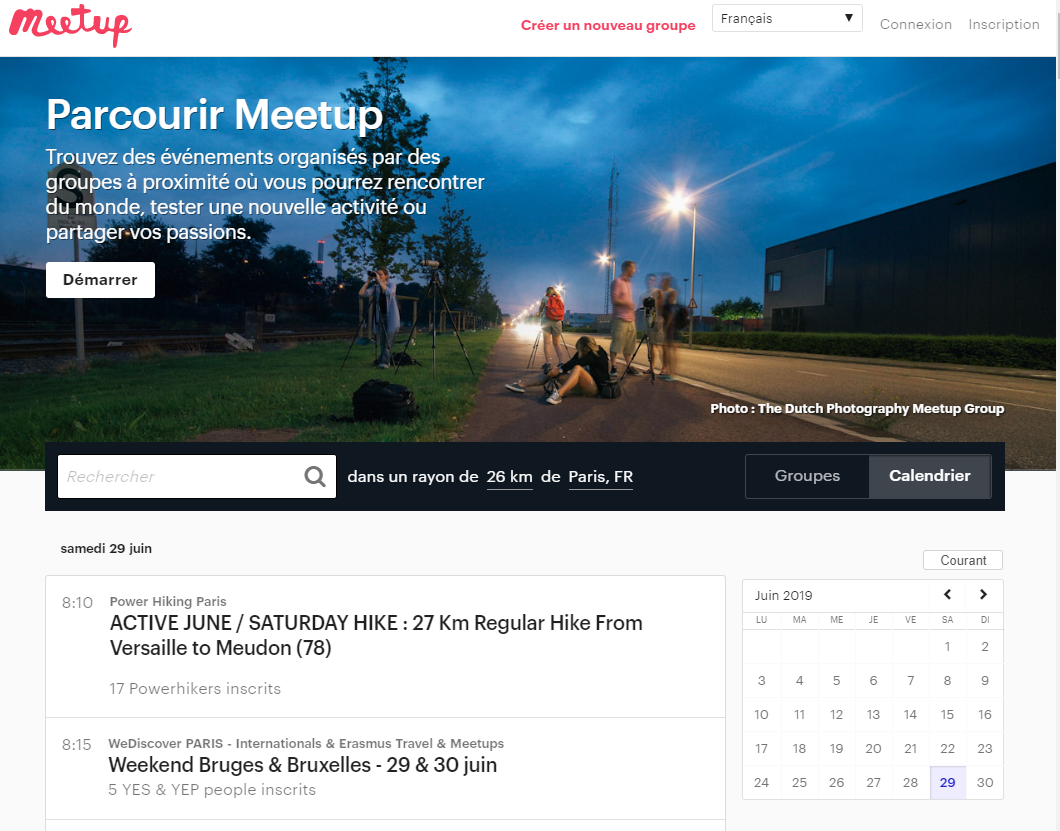 Meetup
Créer un nouveau groupe
Français
Connexion
Inscription
Parcourir Meetup
Trouvez des événements organisés par des
groupes à proximité où vous pourrez rencontrer
du monde, tester une nouvelle activité ou
partager vos passions.
Démarrer
S
Photo : The Dutch Photography Meetup Group
Rechercher
dans un rayon de 26 km de Paris, FR
Groupes
Calendrier
samedi 29 juin
8:10
Power Hiking Paris
ACTIVE JUNE / SATURDAY HIKE : 27 Km Regular Hike From
Versaille to Meudon (78)
17 Powerhikers inscrits
8:15
WeDiscover PARIS - Internationals & Erasmus Travel & Meetups
Weekend Bruges & Bruxelles - 29 & 30 juin
5 YES & YEP people inscrits
Courant
Juin 2019
LU MA ME JE VE SA DI
1 2
3 4 5 6 7 8 9
10 11 12 13 14 15 16
17 18 19 20 21 22 23
24 25 26 27 28 29 30